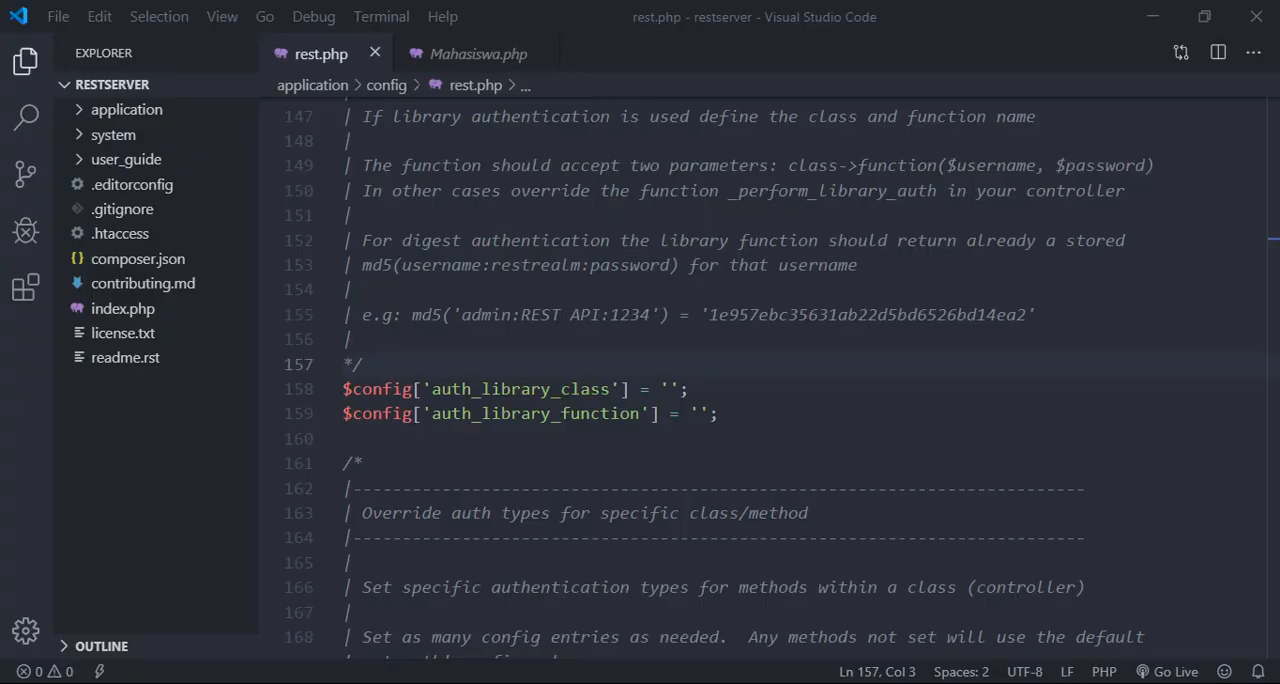 File Edit Selection View Go Debug Terminal Help rest.php - restserver - Visual Studio Code
EXPLORER
rest.php
Mahasiswa.php
RESTSERVER
application > config > rest.php > ...
application
system
user_guide
.editorconfig
.gitignore
.htaccess
composer.json
contributing.md
index.php
license.txt
readme.rst
OUTLINE
147 | If library authentication is used define the class and function name
148 |
149 | The function should accept two parameters: class->function($username, $password)
150 | In other cases override the function _perform_library_auth in your controller
151 |
152 | For digest authentication the library function should return already a stored
153 | md5(username:restrealm:password) for that username
154 |
155 | e.g: md5('admin:REST API:1234') = '1e957ebc35631ab22d5bd6526bd14ea2'
156 |
157 */
158 $config['auth_library_class'] = '';
159 $config['auth_library_function'] = '';
160
161 /*
162 |--------------------------------------------------------------------------
163 | Override auth types for specific class/method
164 |--------------------------------------------------------------------------
165 |
166 | Set specific authentication types for methods within a class (controller)
167 |
168 | Set as many config entries as needed.  Any methods not set will use the default
0 0 Ln 157, Col 3 Spaces: 2 UTF-8 LF PHP Go Live